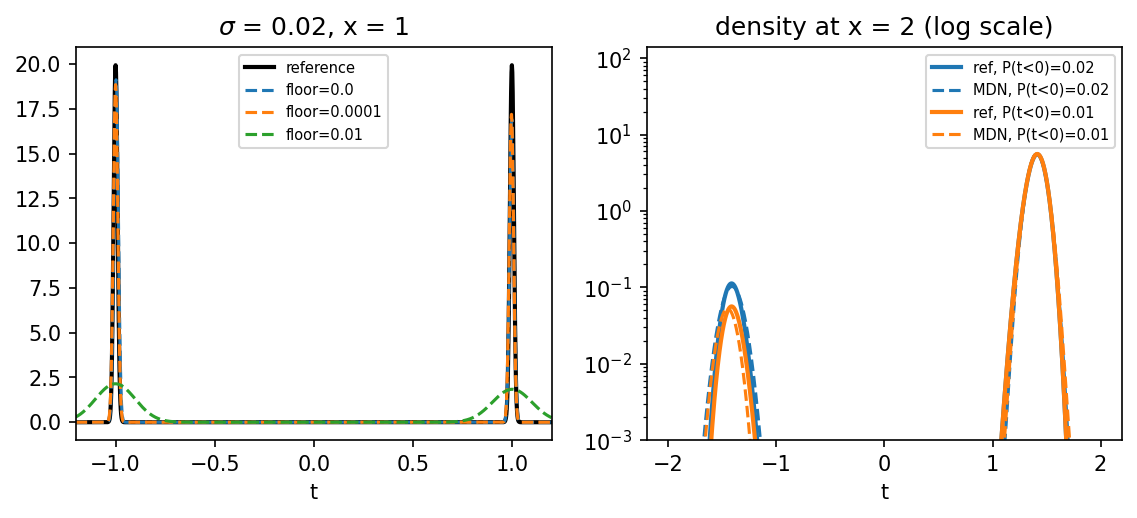 σ = 0.02, x = 1
20.0
17.5
15.0
12.5
10.0
7.5
5.0
2.5
0.0
reference
floor=0.0
floor=0.0001
floor=0.01
−1.0 −0.5 0.0 0.5 1.0
t
density at x = 2 (log scale)
10²
10¹
10⁰
10⁻¹
10⁻²
10⁻³
ref, P(t<0)=0.02
MDN, P(t<0)=0.02
ref, P(t<0)=0.01
MDN, P(t<0)=0.01
−2 −1 0 1 2
t